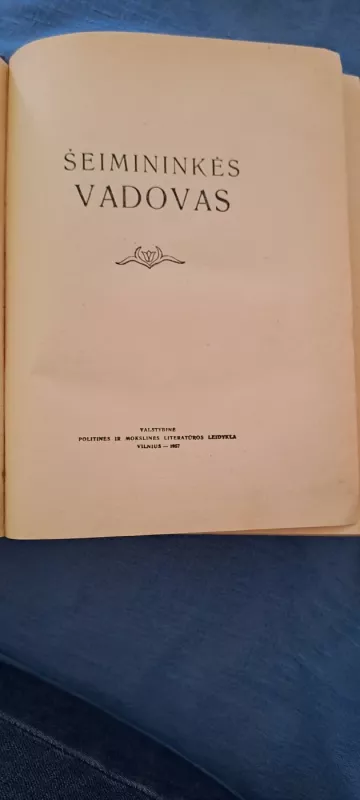 ŠEIMININKĖS
VADOVAS
VALSTYBINĖ
POLITINĖS IR MOKSLINĖS LITERATŪROS LEIDYKLA
VILNIUS — 1957